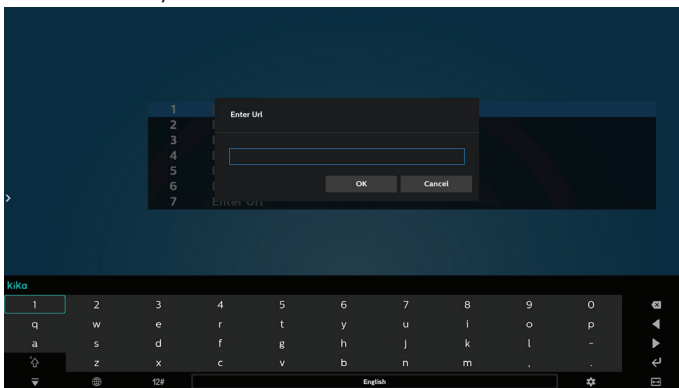 Enter Url
1
2
3
4
5
6
7 Enter Url
OK Cancel
kika
1 2 3 4 5 6 7 8 9 0
q w e r t y u i o p
a s d f g h j k l -
z x c v b n m , .
12# English